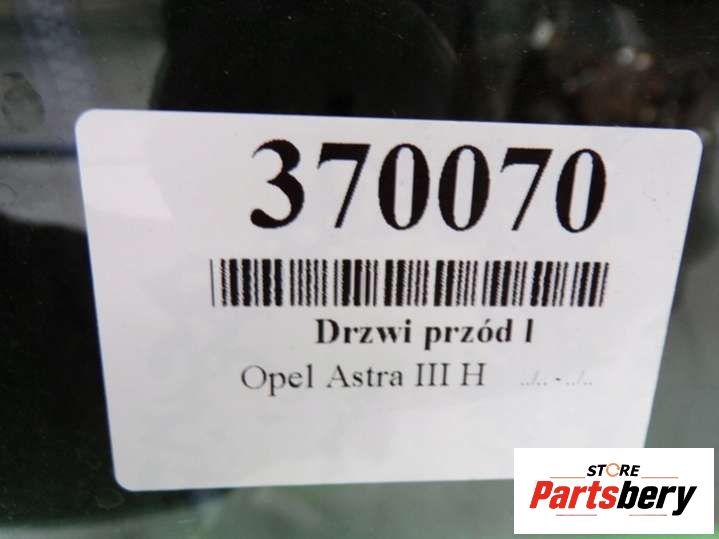 370070
Drzwi przód l
Opel Astra III H ../.. - ../..
STORE
Partsbery